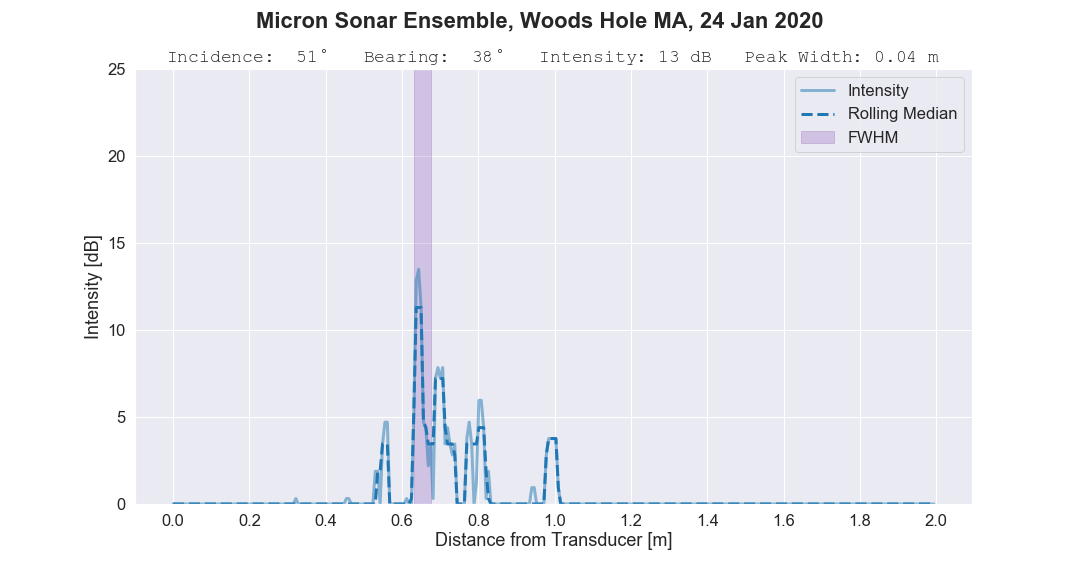 Micron Sonar Ensemble, Woods Hole MA, 24 Jan 2020
Incidence:  51°   Bearing:  38°   Intensity: 13 dB   Peak Width: 0.04 m
25
20
15
10
5
0
Intensity [dB]
Intensity
Rolling Median
FWHM
0.0 0.2 0.4 0.6 0.8 1.0 1.2 1.4 1.6 1.8 2.0
Distance from Transducer [m]